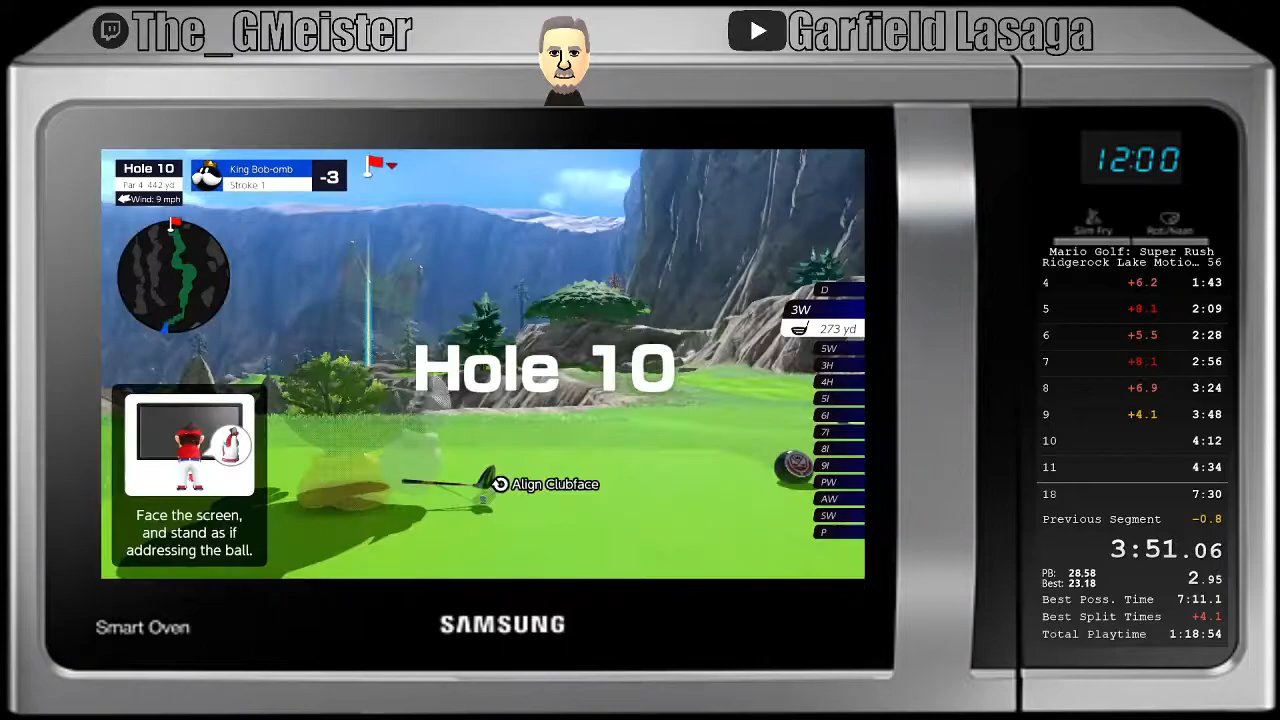 The_GMeister
Garfield Lasaga
Hole 10
Par 4 442 yd
Wind: 9 mph
King Bob-omb
Stroke 1
-3
Hole 10
Align Clubface
Face the screen,
and stand as if
addressing the ball.
D
3W
273 yd
5W
3H
4H
5I
6I
7I
8I
9I
PW
AW
SW
P
Smart Oven
SAMSUNG
12:00
Slim Fry
Roti/Naan
Mario Golf: Super Rush
Ridgerock Lake Motio… 56
4 +6.2 1:43
5 +8.1 2:09
6 +5.5 2:28
7 +8.1 2:56
8 +6.9 3:24
9 +4.1 3:48
10 4:12
11 4:34
18 7:30
Previous Segment -0.8
3:51.06
PB: 28.58
Best: 23.18
2.95
Best Poss. Time 7:11.1
Best Split Times +4.1
Total Playtime 1:18:54